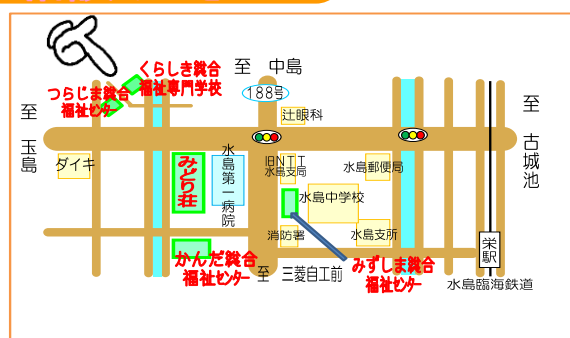 至　中島
188号
くらしき総合
福祉専門学校
つらじま総合
福祉センター
辻眼科
至　玉島
至　古城池
ダイキ
みどり荘
水島第一病院
旧NTT
水島支局
水島郵便局
水島中学校
消防署
水島支所
かんだ総合
福祉センター
みずしま総合
福祉センター
至　三菱自工前
栄駅
水島臨海鉄道